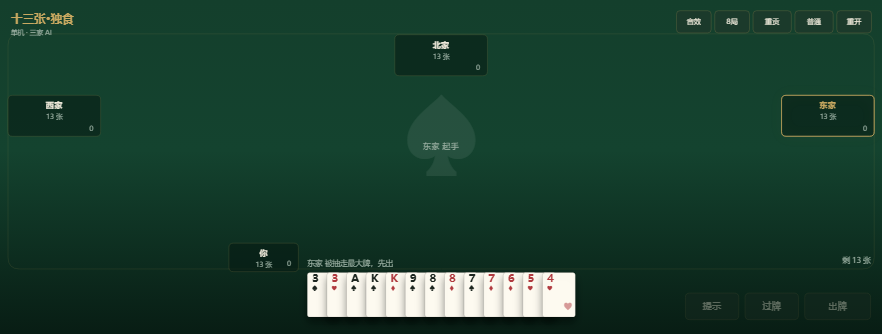 十三张•独食
单机 · 三家 AI
音效
8局
重页
普通
重开
北家
13 张
0
西家
13 张
0
东家
13 张
0
东家 起手
你
13 张
0
东家 被抽走最大牌，先出
剩 13 张
3 3 A K K 9 8 8 7 7 6 5 4
提示
过牌
出牌